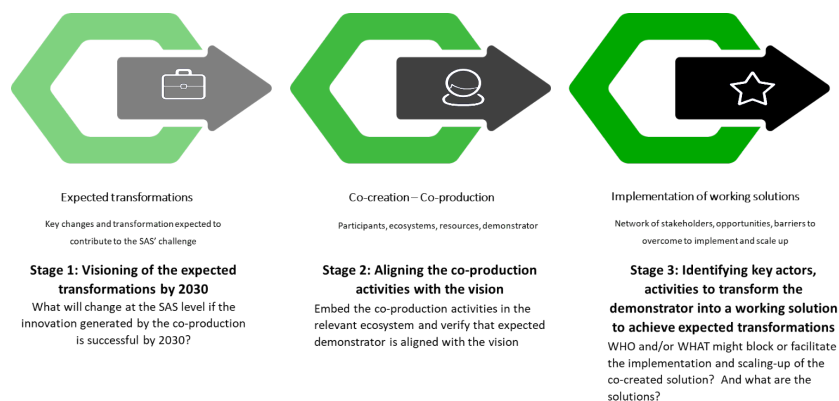 Expected transformations
Key changes and transformation expected to
contribute to the SAS' challenge
Stage 1: Visioning of the expected
transformations by 2030
What will change at the SAS level if the
innovation generated by the co-production
is successful by 2030?
Co-creation – Co-production
Participants, ecosystems, resources, demonstrator
Stage 2: Aligning the co-production
activities with the vision
Embed the co-production activities in the
relevant ecosystem and verify that expected
demonstrator is aligned with the vision
Implementation of working solutions
Network of stakeholders, opportunities, barriers to
overcome to implement and scale up
Stage 3: Identifying key actors,
activities to transform the
demonstrator into a working solution
to achieve expected transformations
WHO and/or WHAT might block or facilitate
the implementation and scaling-up of the
co-created solution?  And what are the
solutions?